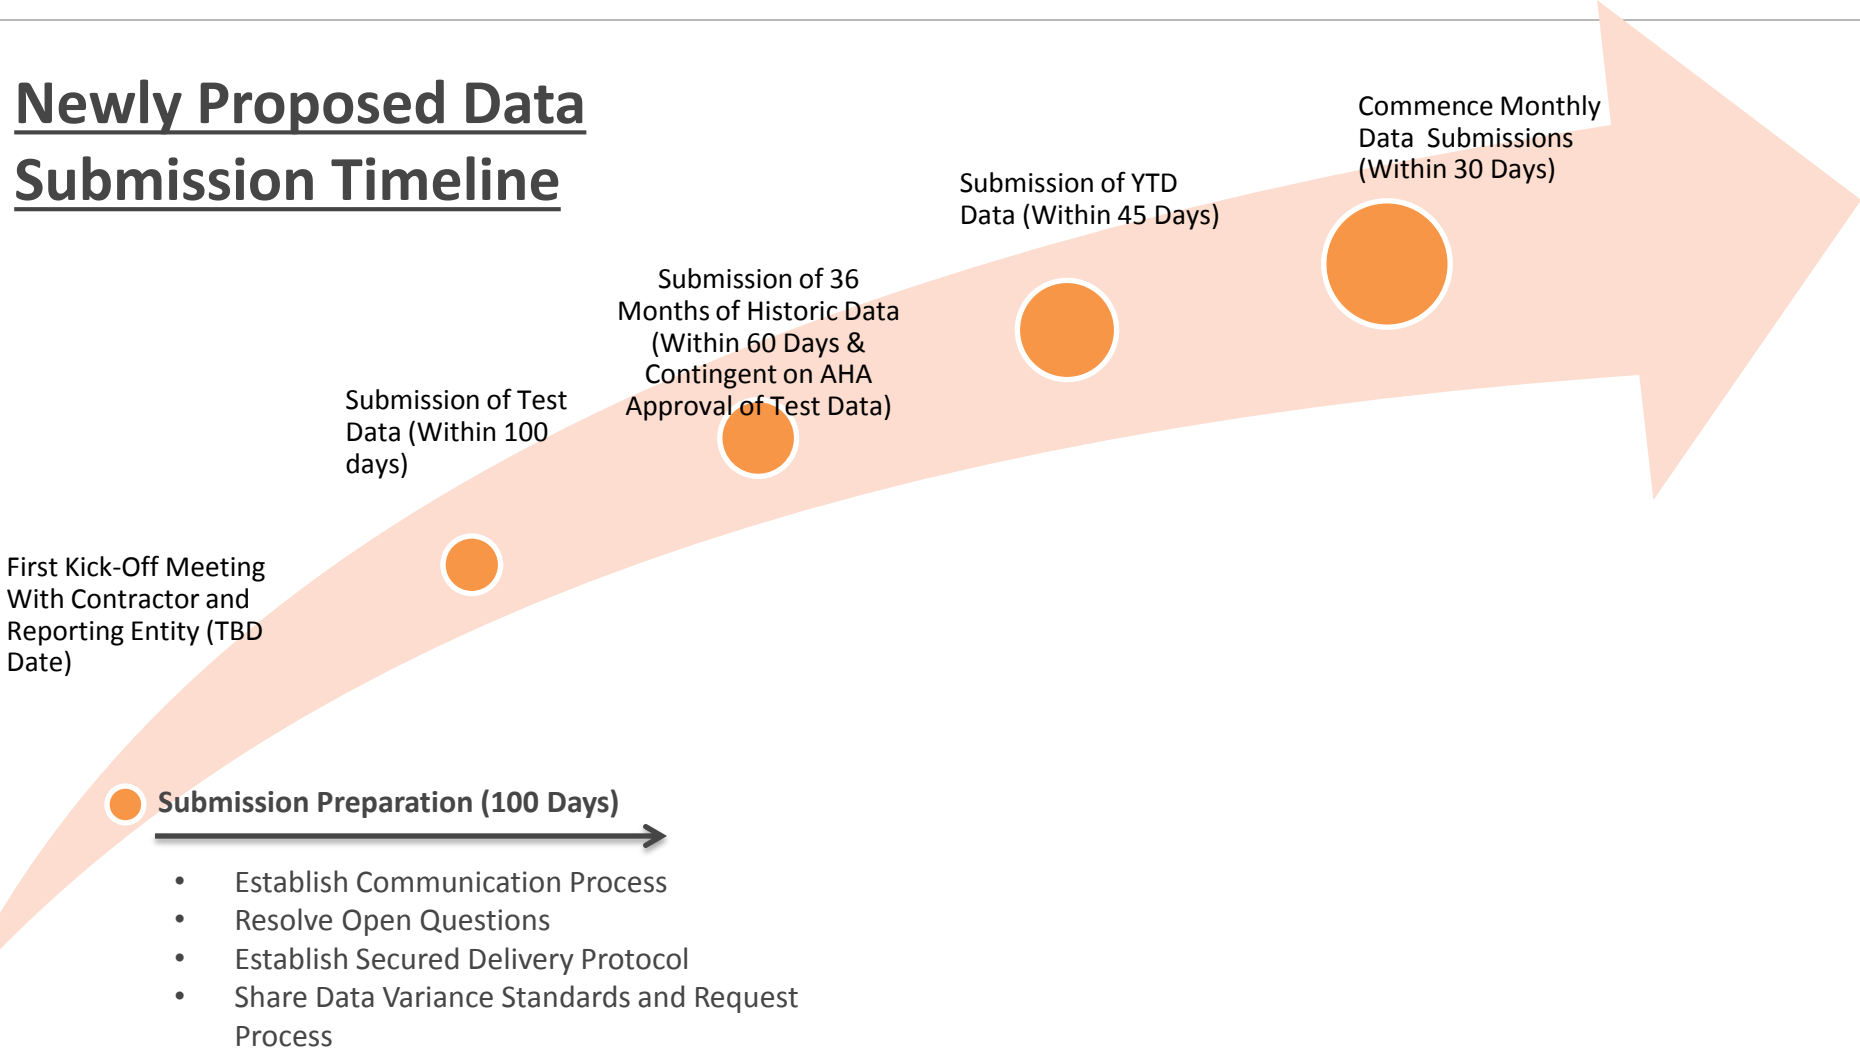 Newly Proposed Data
Submission Timeline
First Kick-Off Meeting
With Contractor and
Reporting Entity (TBD
Date)
Submission of Test
Data (Within 100
days)
Submission of 36
Months of Historic Data
(Within 60 Days &
Contingent on AHA
Approval of Test Data)
Submission of YTD
Data (Within 45 Days)
Commence Monthly
Data  Submissions
(Within 30 Days)
Submission Preparation (100 Days)
• Establish Communication Process
• Resolve Open Questions
• Establish Secured Delivery Protocol
• Share Data Variance Standards and Request
Process